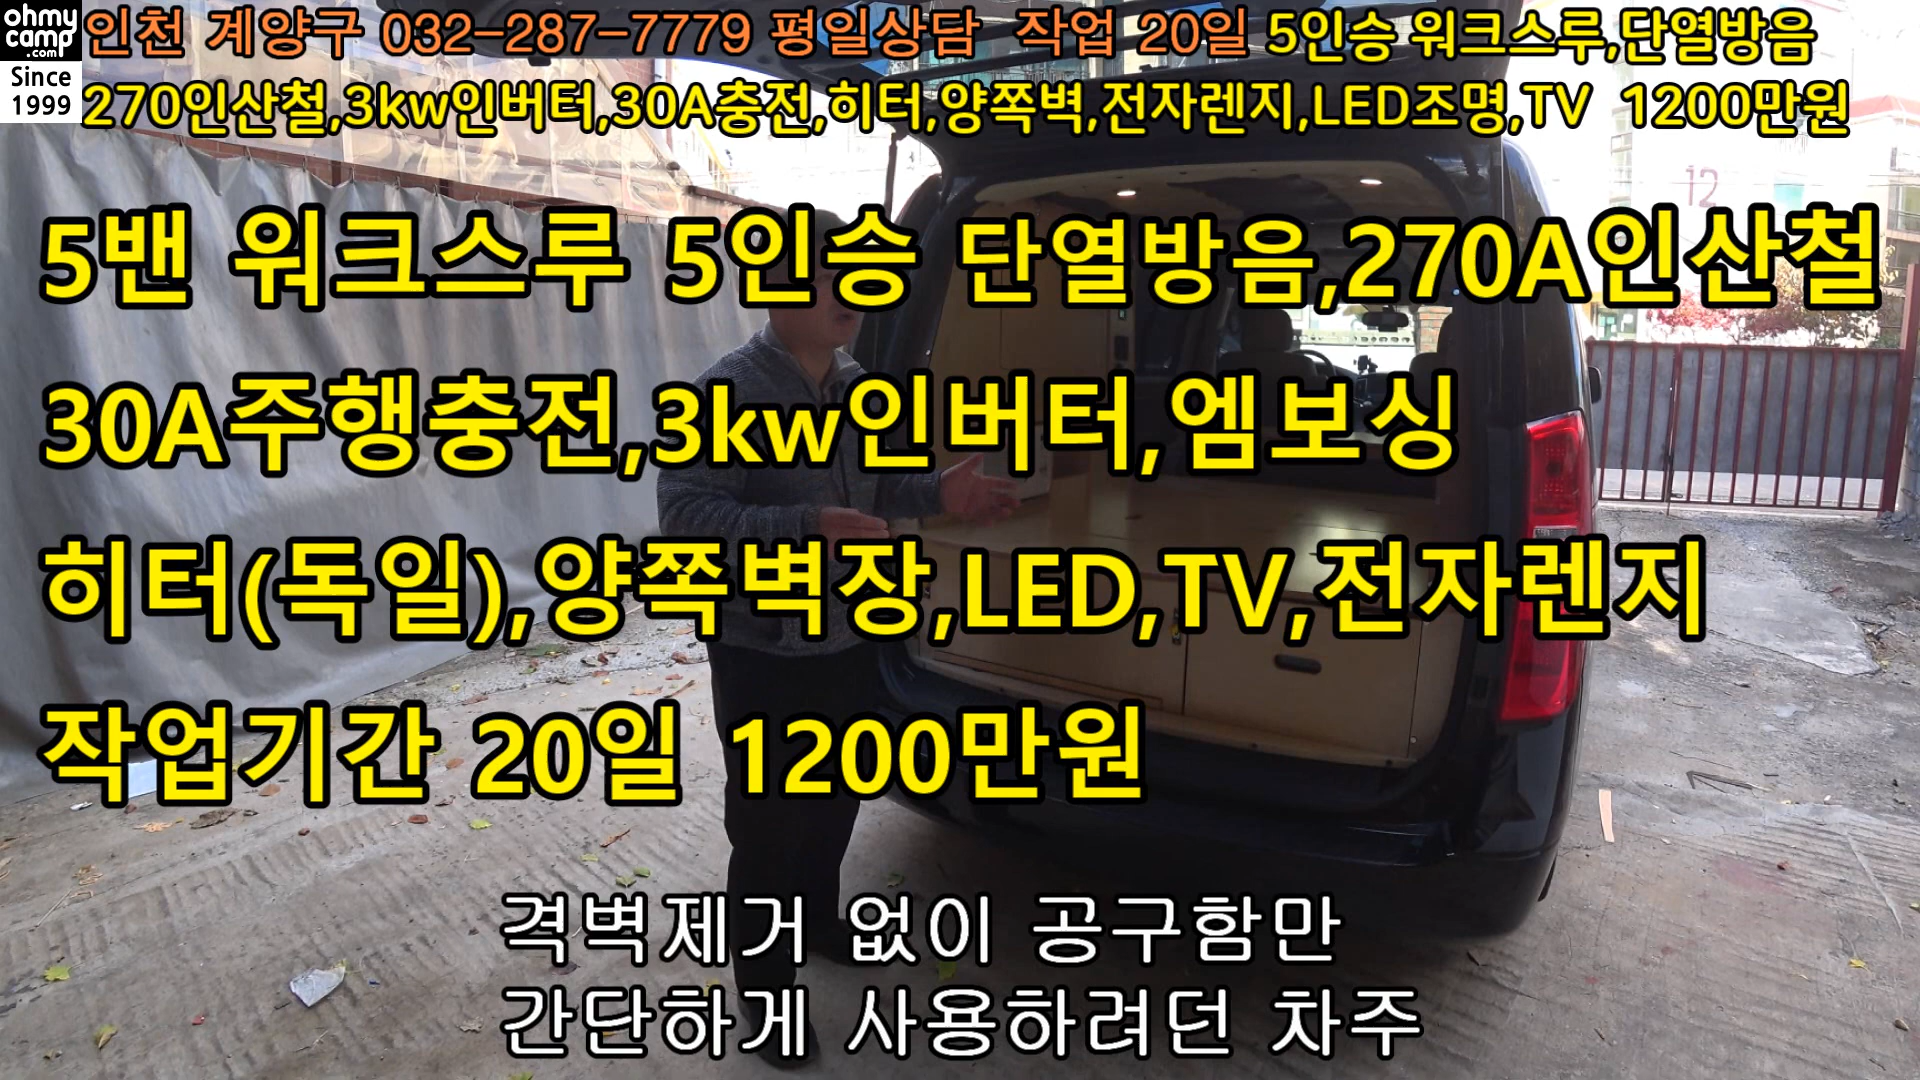 ohmy
camp
.com
Since
1999
인천 계양구 032-287-7779 평일상담 작업 20일 5인승 워크스루,단열방음
270인산철,3kw인버터,30A충전,히터,양쪽벽,전자렌지,LED조명,TV 1200만원
12
5밴 워크스루 5인승 단열방음,270A인산철
30A주행충전,3kw인버터,엠보싱
히터(독일),양쪽벽장,LED,TV,전자렌지
작업기간 20일 1200만원
격벽제거 없이 공구함만
간단하게 사용하려던 차주